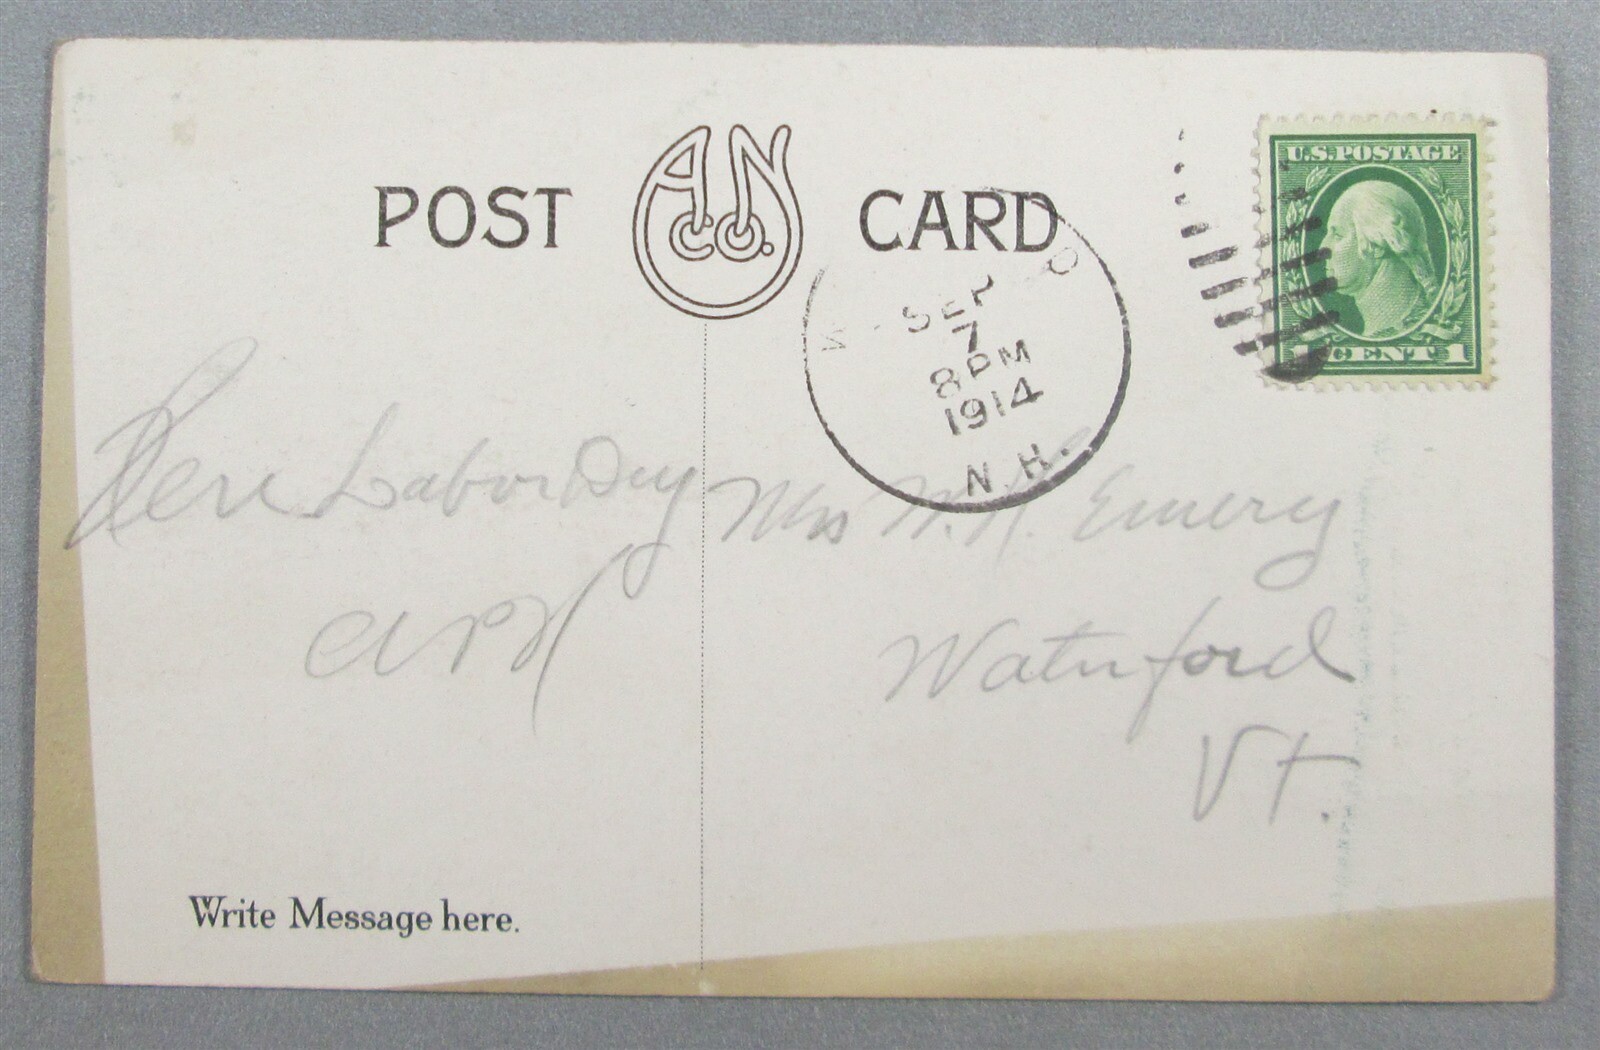 POST CARD
A.N. Co.
U.S. POSTAGE
1 CENT 1
SEP
7
8 PM
1914
N.H.
Here Labor Day
Mrs W. H. Emery
Waterford
Vt.
Write Message here.